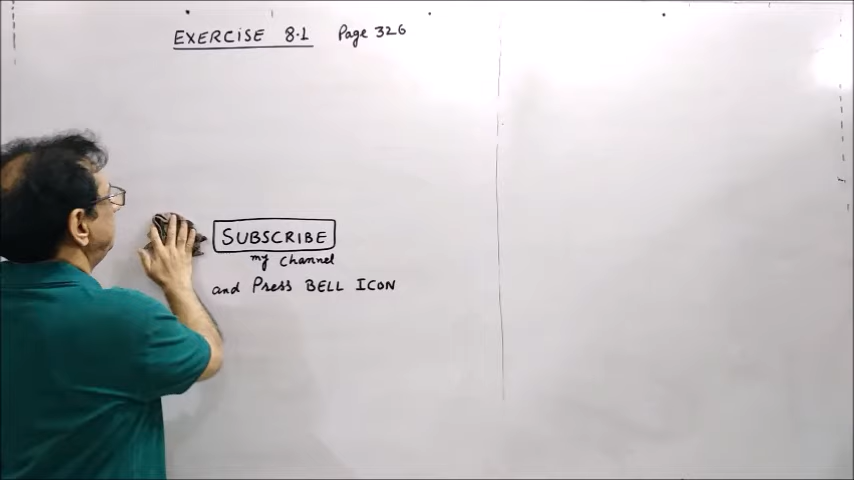 EXERCISE 8.1 Page 326
SUBSCRIBE
my channel
and Press BELL ICON